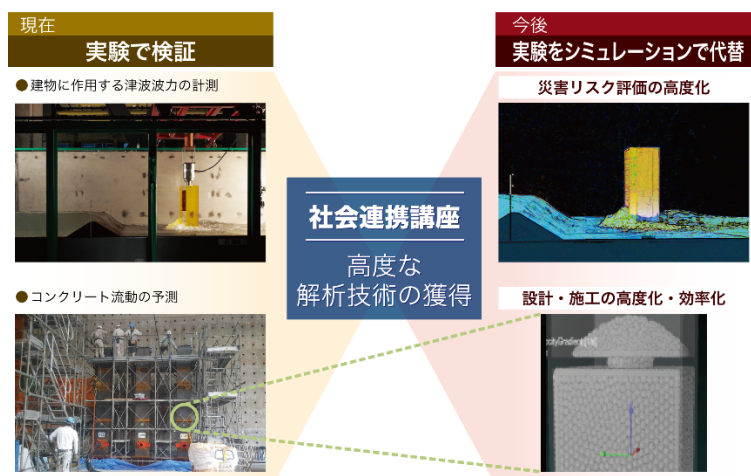 現在
実験で検証
●建物に作用する津波波力の計測
●コンクリート流動の予測
社会連携講座
高度な
解析技術の獲得
今後
実験をシミュレーションで代替
災害リスク評価の高度化
設計・施工の高度化・効率化
ocityGradient[1/s]